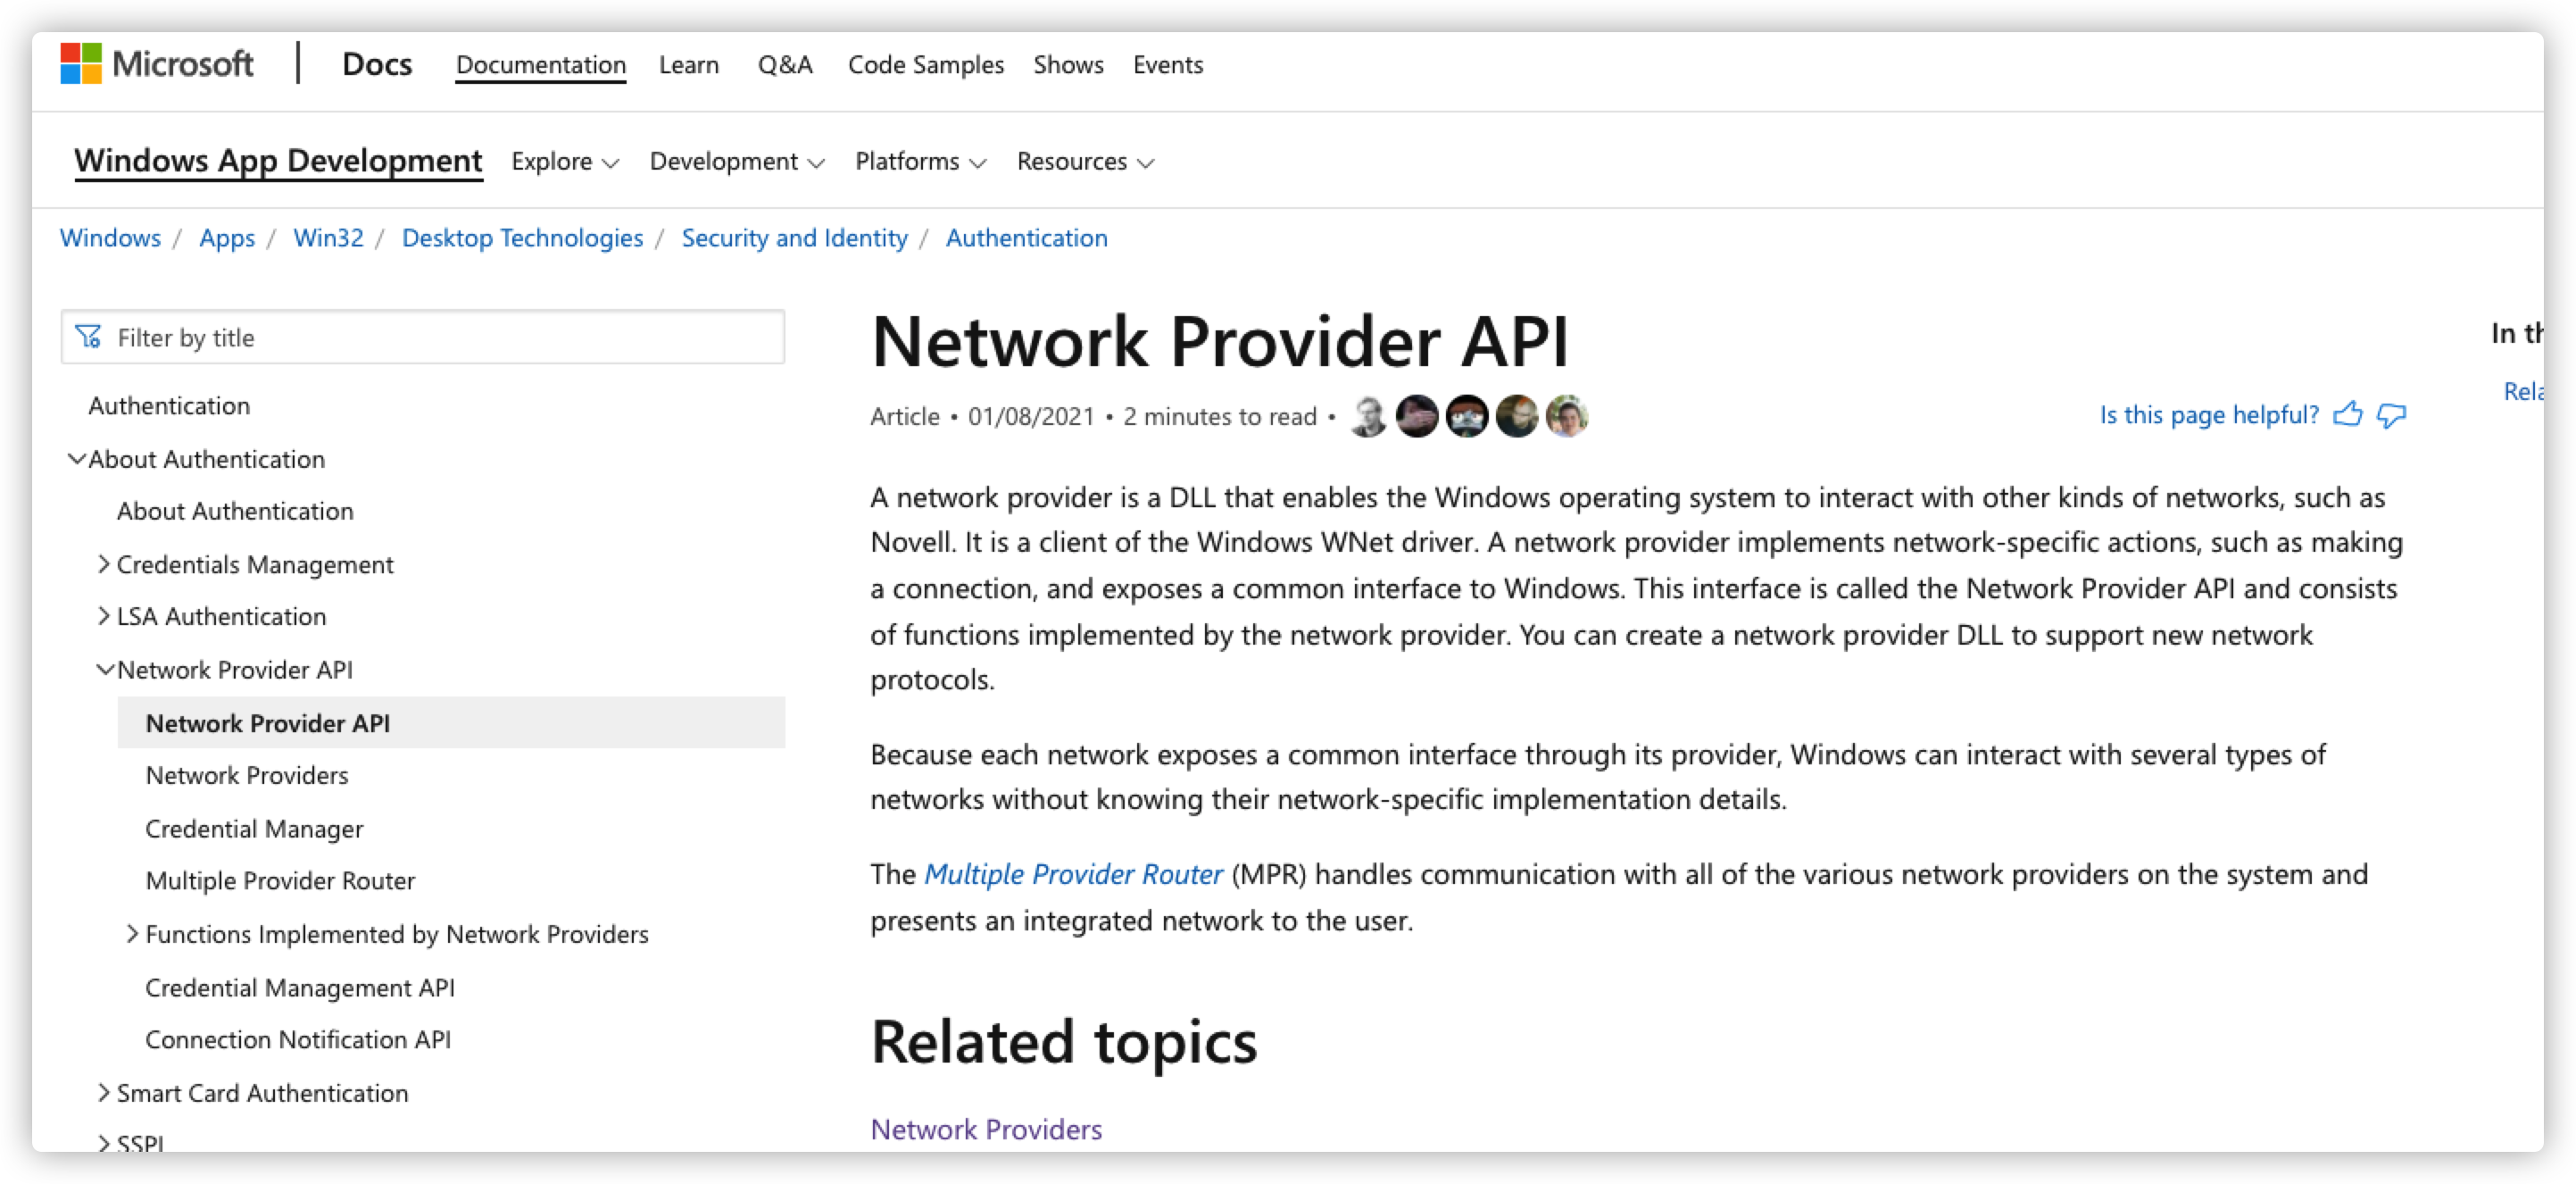 Microsoft | Docs Documentation Learn Q&A Code Samples Shows Events
Windows App Development Explore Development Platforms Resources
Windows / Apps / Win32 / Desktop Technologies / Security and Identity / Authentication
Filter by title
Authentication
About Authentication
About Authentication
Credentials Management
LSA Authentication
Network Provider API
Network Provider API
Network Providers
Credential Manager
Multiple Provider Router
Functions Implemented by Network Providers
Credential Management API
Connection Notification API
Smart Card Authentication
SSPI
Network Provider API
Article • 01/08/2021 • 2 minutes to read •
Is this page helpful?
A network provider is a DLL that enables the Windows operating system to interact with other kinds of networks, such as
Novell. It is a client of the Windows WNet driver. A network provider implements network-specific actions, such as making
a connection, and exposes a common interface to Windows. This interface is called the Network Provider API and consists
of functions implemented by the network provider. You can create a network provider DLL to support new network
protocols.
Because each network exposes a common interface through its provider, Windows can interact with several types of
networks without knowing their network-specific implementation details.
The Multiple Provider Router (MPR) handles communication with all of the various network providers on the system and
presents an integrated network to the user.
Related topics
Network Providers
In